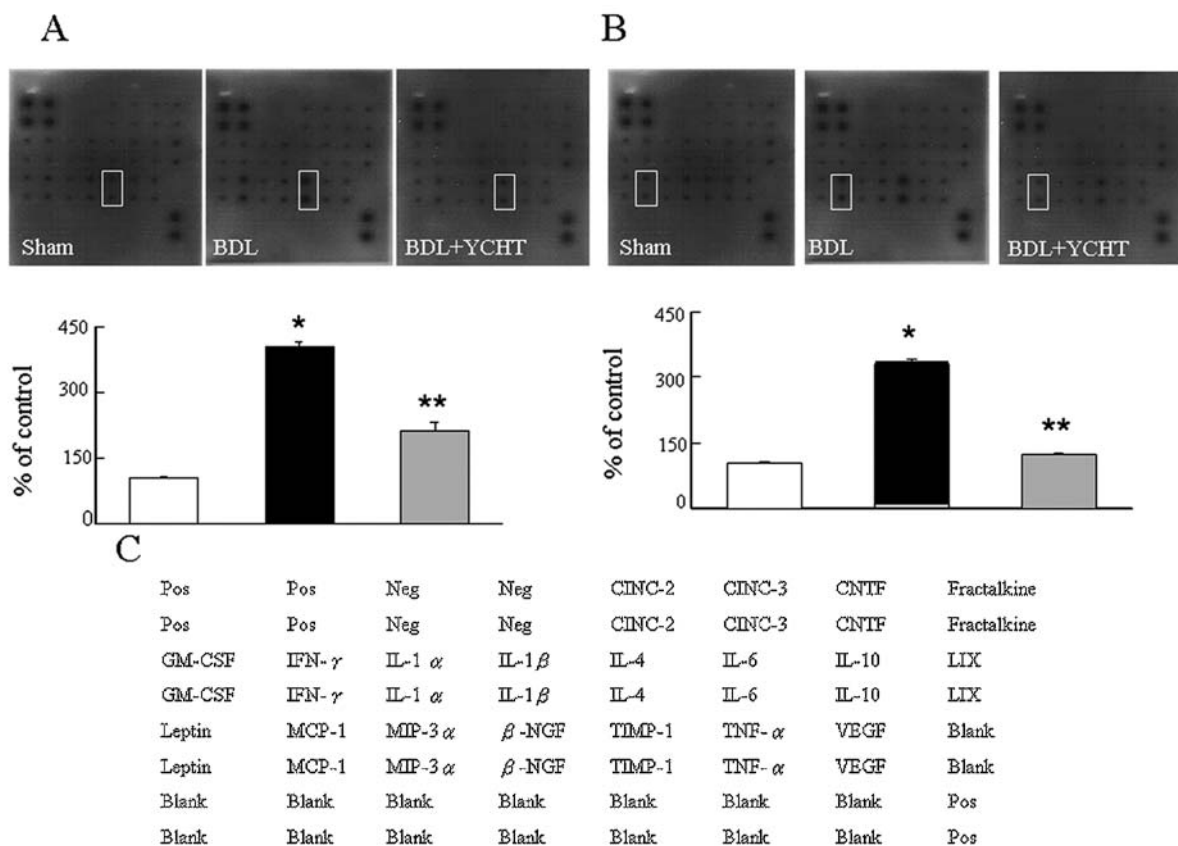 A B
Sham BDL BDL+YCHT Sham BDL BDL+YCHT
% of control
450
300
150
0
*
**
% of control
450
300
150
0
*
**
C
Pos Pos Neg Neg CINC-2 CINC-3 CNTF Fractalkine
Pos Pos Neg Neg CINC-2 CINC-3 CNTF Fractalkine
GM-CSF IFN-γ IL-1 α IL-1β IL-4 IL-6 IL-10 LIX
GM-CSF IFN-γ IL-1 α IL-1β IL-4 IL-6 IL-10 LIX
Leptin MCP-1 MIP-3α β-NGF TIMP-1 TNF-α VEGF Blank
Leptin MCP-1 MIP-3α β-NGF TIMP-1 TNF-α VEGF Blank
Blank Blank Blank Blank Blank Blank Blank Pos
Blank Blank Blank Blank Blank Blank Blank Pos